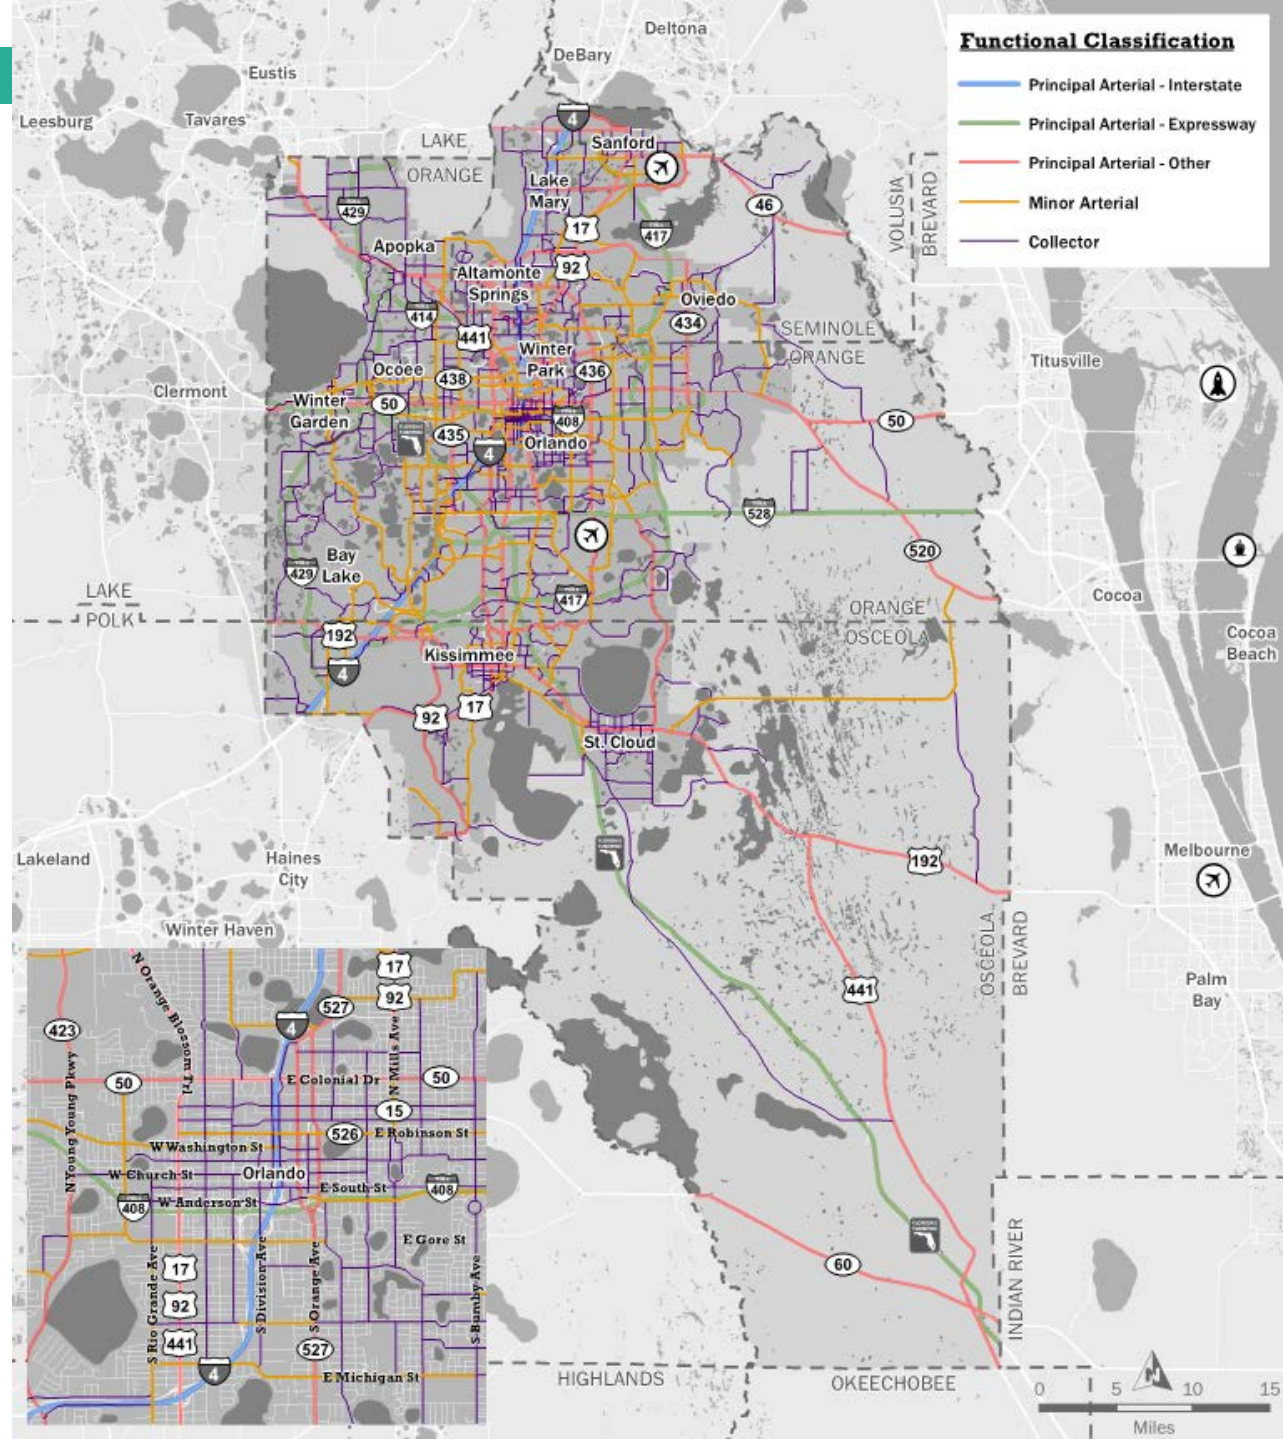 Functional Classification
Principal Arterial - Interstate
Principal Arterial - Expressway
Principal Arterial - Other
Minor Arterial
Collector
Deltona
DeBary
Eustis
Leesburg
Tavares
LAKE
ORANGE
4
Sanford
Lake
Mary
429
46
VOLUSIA
BREVARD
17
417
Apopka
92
Altamonte
Springs
Oviedo
414
434
441
SEMINOLE
ORANGE
Winter
Park
Titusville
Ocoee
438
436
Clermont
Winter
Garden
50
408
50
435
Orlando
4
528
520
Bay
Lake
429
LAKE
POLK
417
Cocoa
ORANGE
OSCEOLA
192
Cocoa
Beach
Kissimmee
4
92
17
St. Cloud
Lakeland
Haines
City
192
Melbourne
Winter Haven
OSCEOLA
BREVARD
Palm
Bay
441
60
INDIAN RIVER
HIGHLANDS
OKEECHOBEE
N
0 5 10 15
Miles
N Orange Blossom Trl
17
92
527
4
423
N Young Young Pkwy
N Mills Ave
50
E Colonial Dr
50
15
526
E Robinson St
W Washington St
W Church St
Orlando
408
W Anderson St
E South St
408
E Gore St
S Rio Grande Ave
17
92
441
S Division Ave
S Orange Ave
S Bumby Ave
527
4
E Michigan St